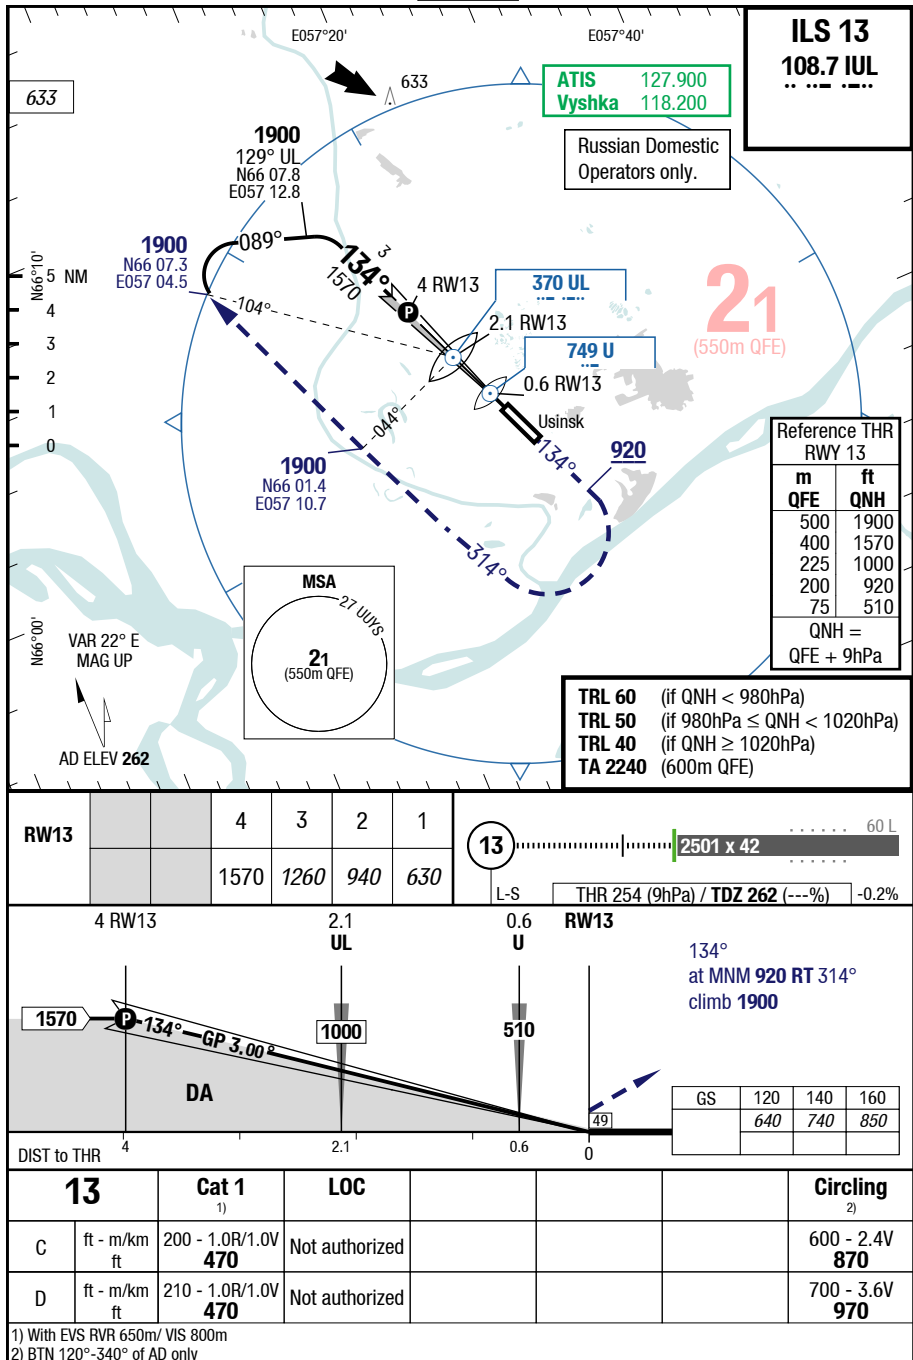 E057°20'
E057°40'
ILS 13
108.7 IUL
633
633
ATIS 127.900
Vyshka 118.200
Russian Domestic
Operators only.
1900
129° UL
N66 07.8
E057 12.8
1900
N66 07.3
E057 04.5
089°
134°
3
1570
4 RW13
P
370 UL
21
(550m QFE)
N66°10'
5 NM
4
3
2
1
0
104°
2.1 RW13
749 U
0.6 RW13
Usinsk
044°
134°
920
1900
N66 01.4
E057 10.7
314°
Reference THR
RWY 13
m ft
QFE QNH
500 1900
400 1570
225 1000
200 920
75 510
QNH =
QFE + 9hPa
N66°00'
VAR 22° E
MAG UP
AD ELEV 262
MSA
27 UUYS
21
(550m QFE)
TRL 60 (if QNH < 980hPa)
TRL 50 (if 980hPa ≤ QNH < 1020hPa)
TRL 40 (if QNH ≥ 1020hPa)
TA 2240 (600m QFE)
RW13 4 3 2 1
1570 1260 940 630
13
L-S
2501 x 42
60 L
THR 254 (9hPa) / TDZ 262 (---%) -0.2%
4 RW13 2.1 0.6 RW13
UL U
134°
at MNM 920 RT 314°
climb 1900
1570
P
134° GP 3.00°
1000
510
DA
49
GS 120 140 160
640 740 850
DIST to THR 4 2.1 0.6 0
13 Cat 1 LOC Circling
1) 2)
C ft - m/km 200 - 1.0R/1.0V Not authorized 600 - 2.4V
ft 470 870
D ft - m/km 210 - 1.0R/1.0V Not authorized 700 - 3.6V
ft 470 970
1) With EVS RVR 650m/ VIS 800m
2) BTN 120°-340° of AD only